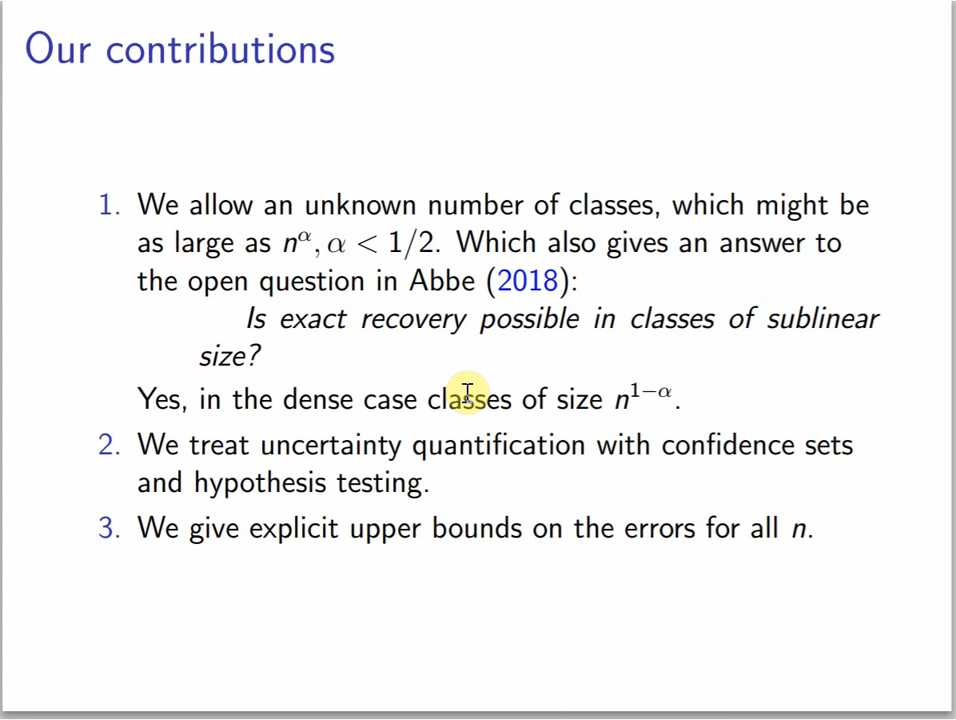 Our contributions
1. We allow an unknown number of classes, which might be
as large as n^α, α < 1/2. Which also gives an answer to
the open question in Abbe (2018):
Is exact recovery possible in classes of sublinear
size?
Yes, in the dense case classes of size n^{1−α}.
2. We treat uncertainty quantification with confidence sets
and hypothesis testing.
3. We give explicit upper bounds on the errors for all n.